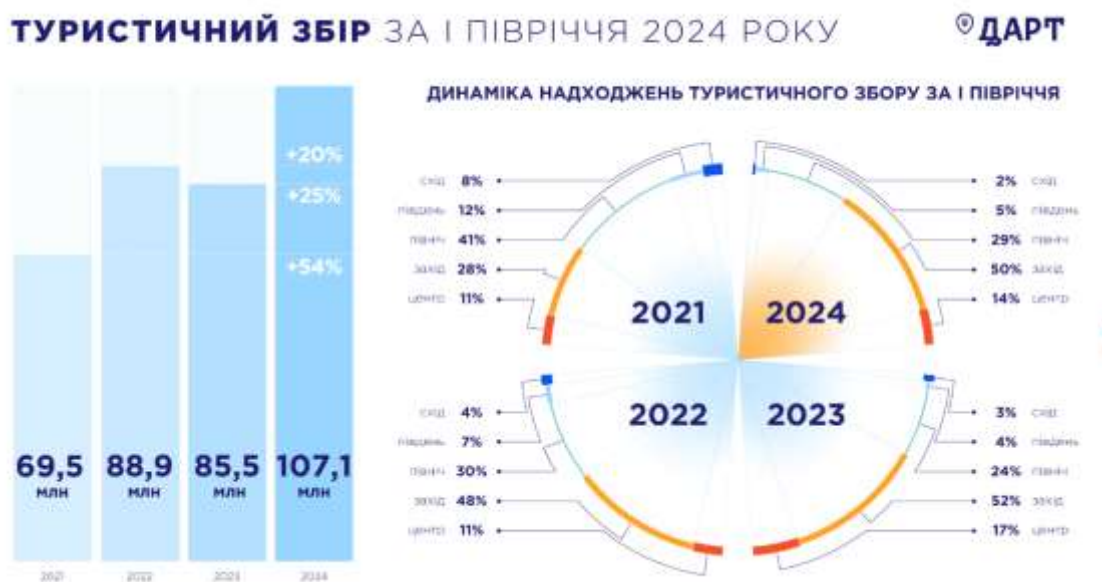 ТУРИСТИЧНИЙ ЗБІР ЗА І ПІВРІЧЧЯ 2024 РОКУ
ДАРТ
ДИНАМІКА НАДХОДЖЕНЬ ТУРИСТИЧНОГО ЗБОРУ ЗА І ПІВРІЧЧЯ
+20%
+25%
+54%
69,5 МЛН
88,9 МЛН
85,5 МЛН
107,1 МЛН
2021
2022
2023
2024
схід 8%
південь 12%
північ 41%
захід 28%
центр 11%
2021
2% схід
5% південь
29% північ
50% захід
14% центр
2024
схід 4%
південь 7%
північ 30%
захід 48%
центр 11%
2022
3% схід
4% південь
24% північ
52% захід
17% центр
2023